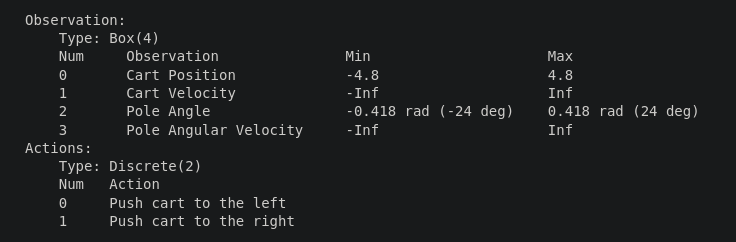 Observation:
Type: Box(4)
Num Observation Min Max
0 Cart Position -4.8 4.8
1 Cart Velocity -Inf Inf
2 Pole Angle -0.418 rad (-24 deg) 0.418 rad (24 deg)
3 Pole Angular Velocity -Inf Inf
Actions:
Type: Discrete(2)
Num Action
0 Push cart to the left
1 Push cart to the right